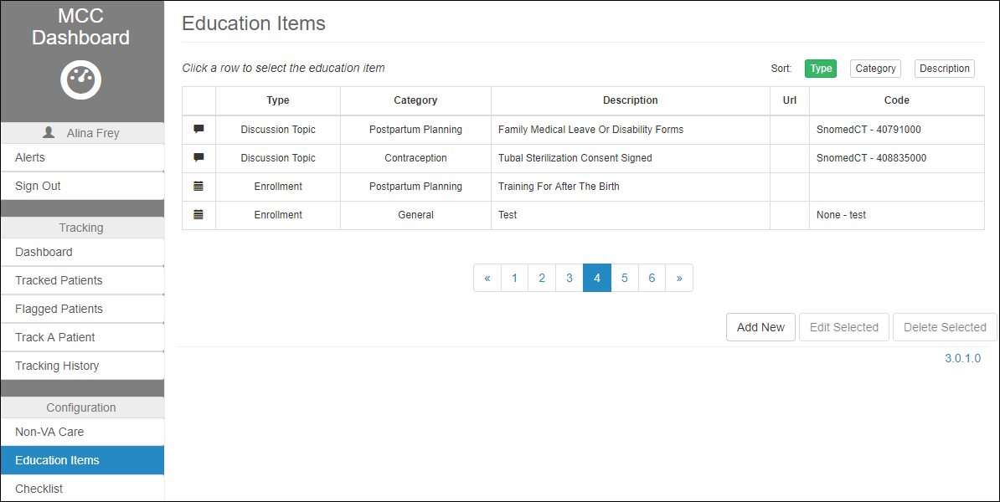 MCC
Dashboard
Alina Frey
Alerts
Sign Out
Tracking
Dashboard
Tracked Patients
Flagged Patients
Track A Patient
Tracking History
Configuration
Non-VA Care
Education Items
Checklist
Education Items
Click a row to select the education item
Sort: Type Category Description
Type Category Description Url Code
Discussion Topic Postpartum Planning Family Medical Leave Or Disability Forms SnomedCT - 40791000
Discussion Topic Contraception Tubal Sterilization Consent Signed SnomedCT - 408835000
Enrollment Postpartum Planning Training For After The Birth
Enrollment General Test None - test
« 1 2 3 4 5 6 »
Add New Edit Selected Delete Selected
3.0.1.0